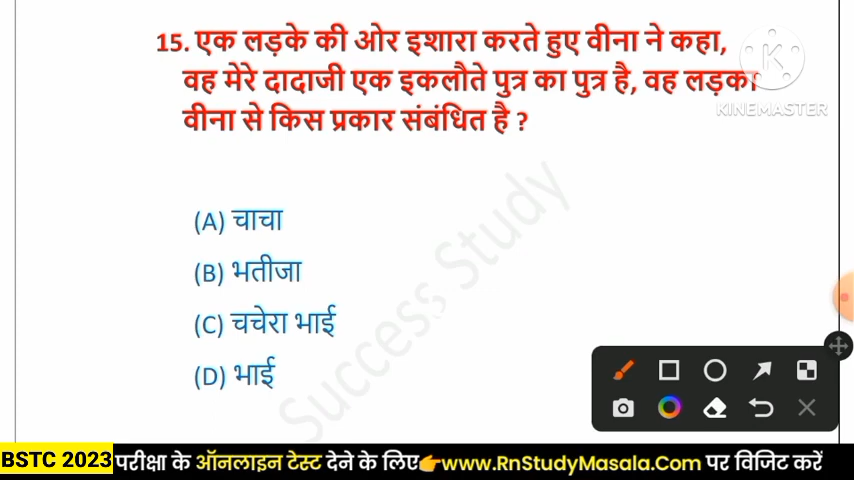 15. एक लड़के की ओर इशारा करते हुए वीना ने कहा,
वह मेरे दादाजी एक इकलौते पुत्र का पुत्र है, वह लड़का
वीना से किस प्रकार संबंधित है ?
K
KINEMASTER
(A) चाचा
(B) भतीजा
(C) चचेरा भाई
(D) भाई
Success Study
BSTC 2023 परीक्षा के ऑनलाइन टेस्ट देने के लिए👉www.RnStudyMasala.Com पर विजिट करें